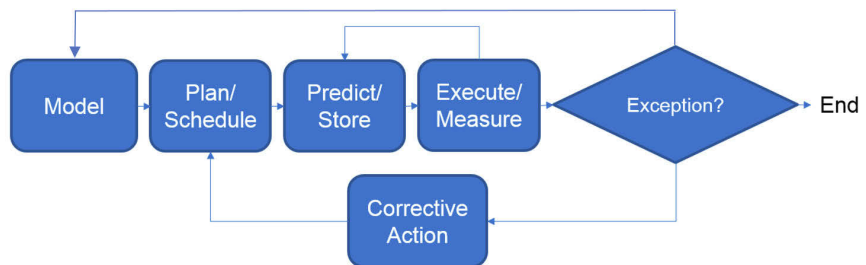 Model
Plan/
Schedule
Predict/
Store
Execute/
Measure
Exception?
End
Corrective
Action